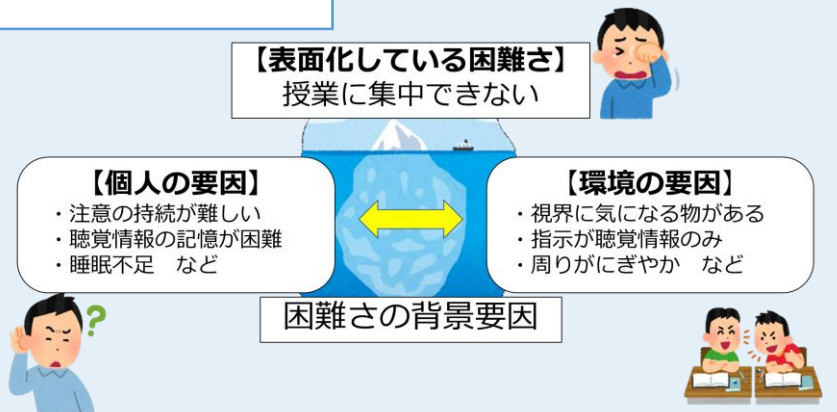 【表面化している困難さ】
授業に集中できない
【個人の要因】
・注意の持続が難しい
・聴覚情報の記憶が困難
・睡眠不足　など
【環境の要因】
・視界に気になる物がある
・指示が聴覚情報のみ
・周りがにぎやか　など
困難さの背景要因
?